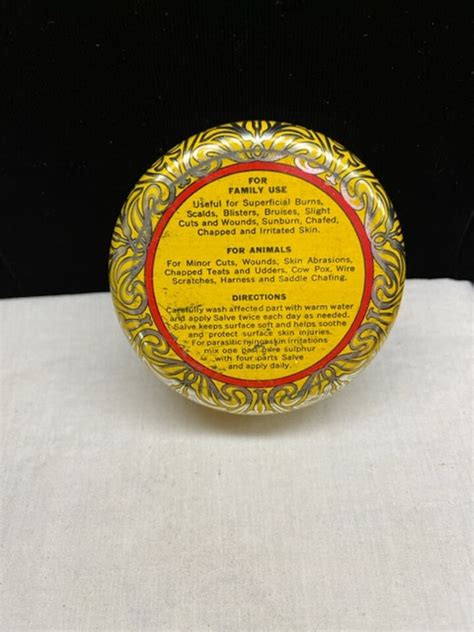 FOR
FAMILY USE
Useful for Superficial Burns,
Scalds, Blisters, Bruises, Slight
Cuts and Wounds, Sunburn, Chafed,
Chapped and Irritated Skin.
FOR ANIMALS
For Minor Cuts, Wounds, Skin Abrasions,
Chapped Teats and Udders, Cow Pox, Wire
Scratches, Harness and Saddle Chafing.
DIRECTIONS
Carefully wash affected part with warm water
and apply Salve twice each day as needed.
Salve keeps surface soft and helps soothe
and protect surface skin injuries.
For parasitic skin irritations
mix one part sulphur
with four parts Salve
and apply daily.